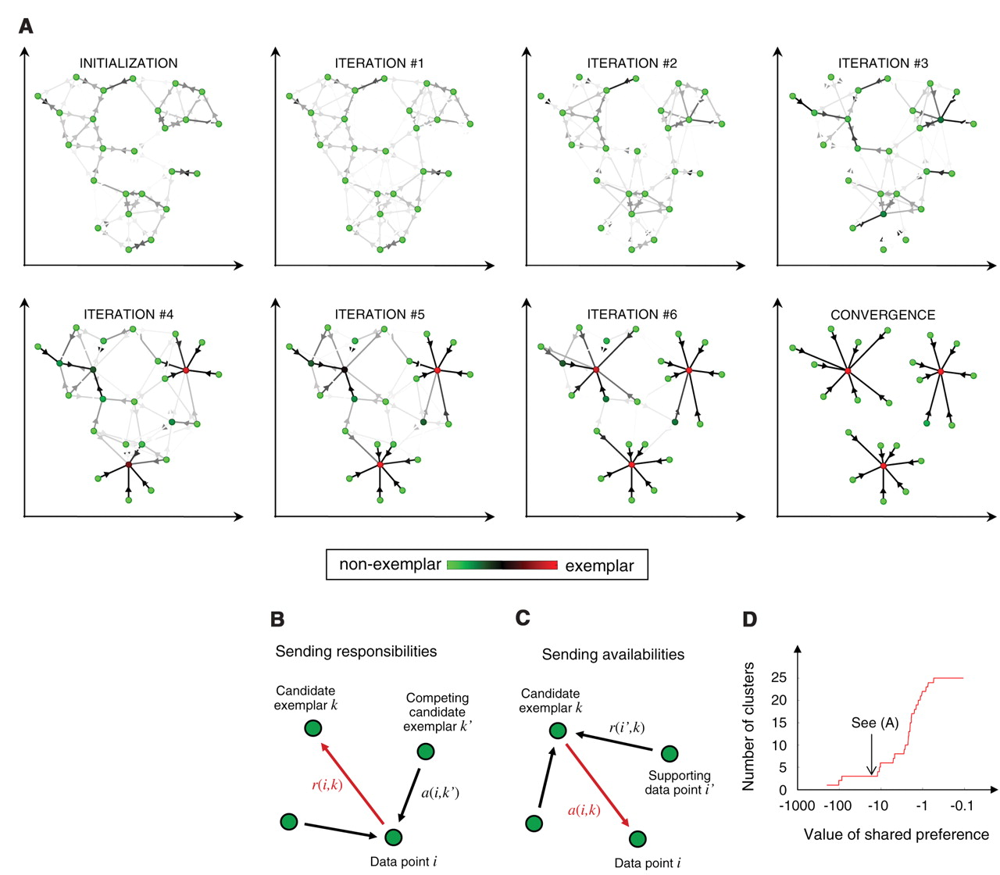 A
INITIALIZATION
ITERATION #1
ITERATION #2
ITERATION #3
ITERATION #4
ITERATION #5
ITERATION #6
CONVERGENCE
non-exemplar
exemplar
B
Sending responsibilities
Candidate
exemplar k
Competing
candidate
exemplar k’
r(i,k)
a(i,k’)
Data point i
C
Sending availabilities
Candidate
exemplar k
r(i’,k)
Supporting
data point i’
a(i,k)
Data point i
D
Number of clusters
25
20
15
10
5
0
See (A)
-1000 -100 -10 -1 -0.1
Value of shared preference